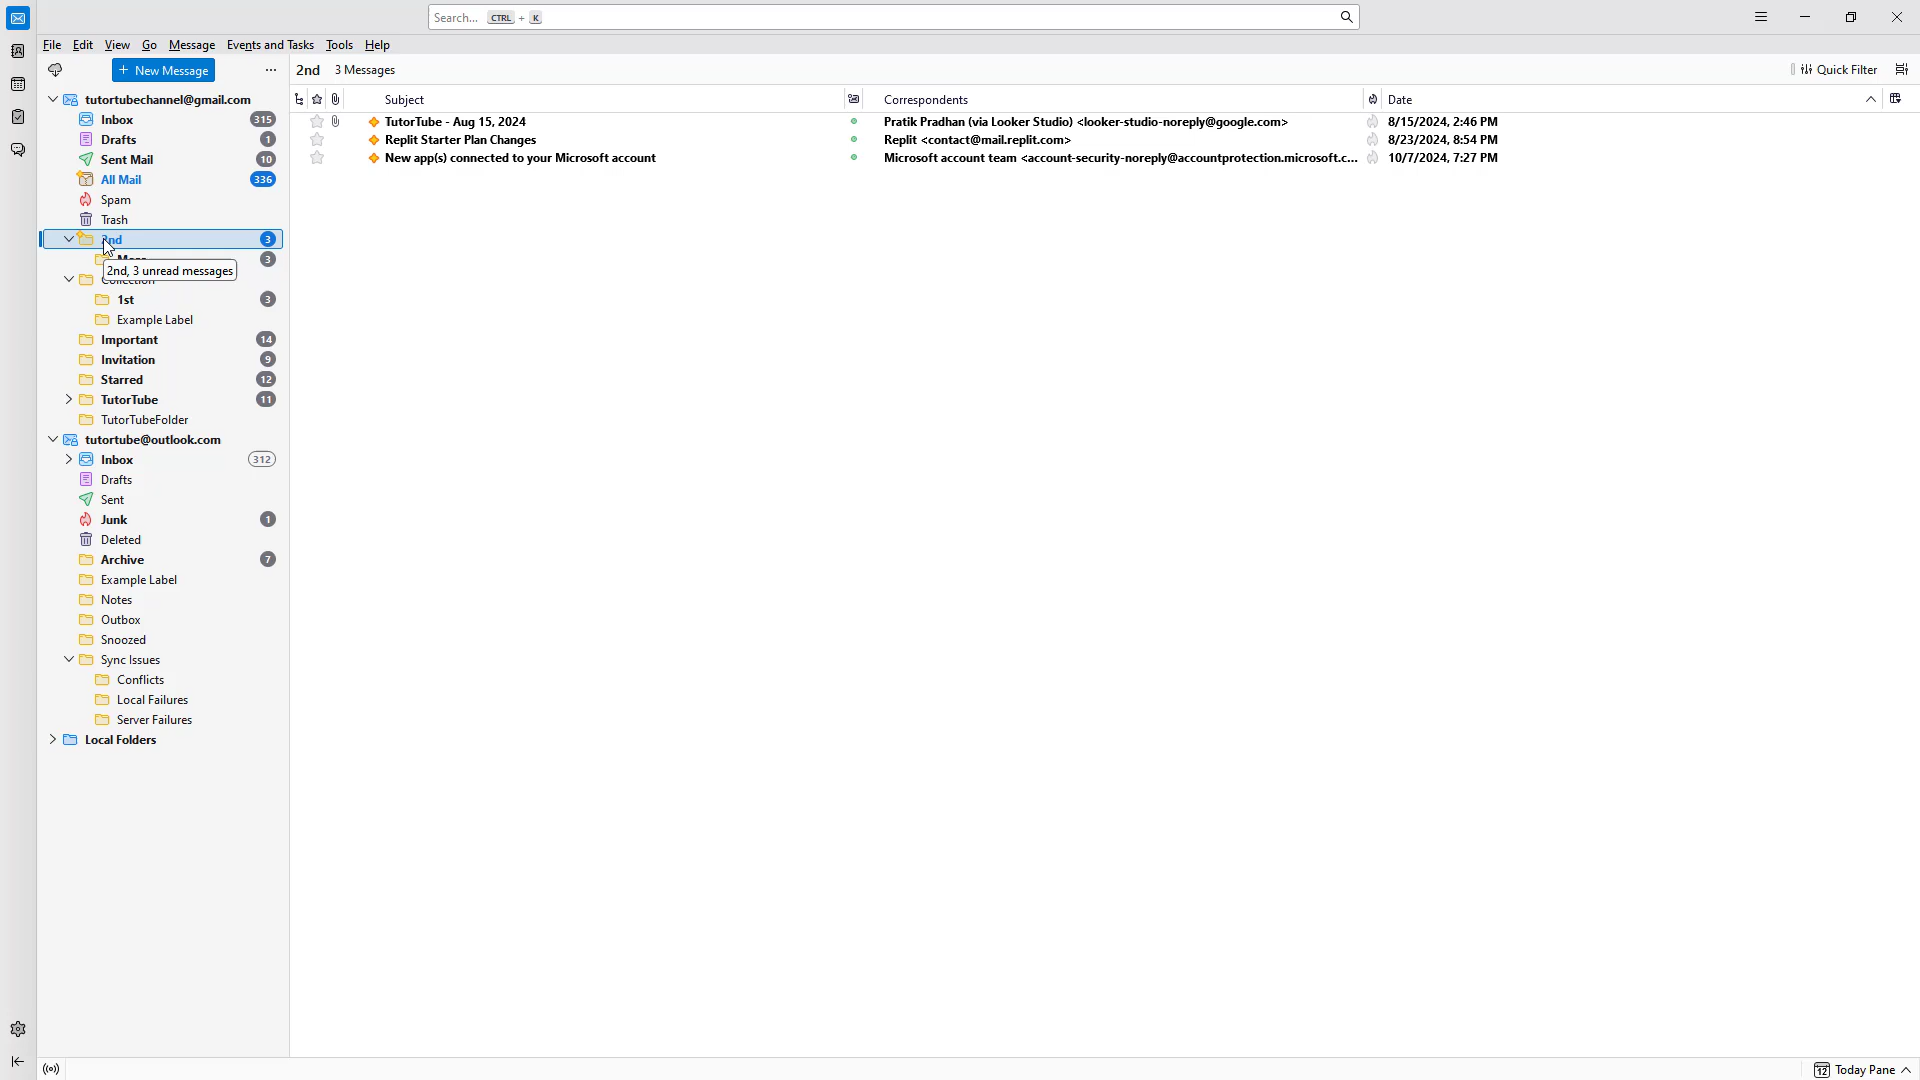 Search... CTRL + K
File Edit View Go Message Events and Tasks Tools Help
+ New Message
2nd 3 Messages
Quick Filter
Subject Correspondents Date
TutorTube - Aug 15, 2024 Pratik Pradhan (via Looker Studio) <looker-studio-noreply@google.com> 8/15/2024, 2:46 PM
Replit Starter Plan Changes Replit <contact@mail.replit.com> 8/23/2024, 8:54 PM
New app(s) connected to your Microsoft account Microsoft account team <account-security-noreply@accountprotection.microsoft.c... 10/7/2024, 7:27 PM
tutortubechannel@gmail.com
Inbox 315
Drafts 1
Sent Mail 10
All Mail 336
Spam
Trash
2nd 3
3
2nd, 3 unread messages
Collection
1st 3
Example Label
Important 14
Invitation 9
Starred 12
TutorTube 11
TutorTubeFolder
tutortube@outlook.com
Inbox 312
Drafts
Sent
Junk 1
Deleted
Archive 7
Example Label
Notes
Outbox
Snoozed
Sync Issues
Conflicts
Local Failures
Server Failures
Local Folders
12 Today Pane